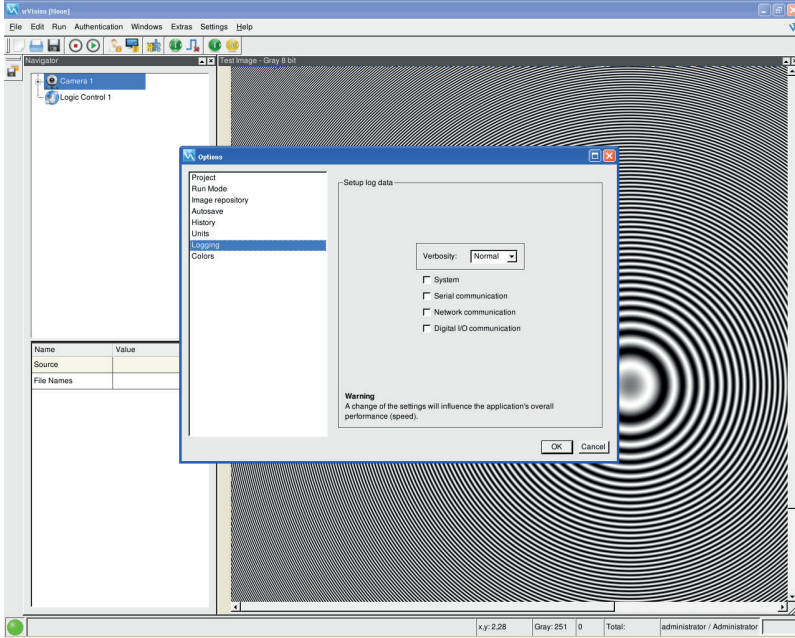 urVision [None]
File Edit Run Authentication Windows Extras Settings Help
Navigator
Test Image - Gray 8 bit
Camera 1
Logic Control 1
Options
Project
Run Mode
Image repository
Autosave
History
Units
Logging
Colors
Setup log data
Verbosity: Normal
System
Serial communication
Network communication
Digital I/O communication
Warning
A change of the settings will influence the application's overall
performance (speed).
OK Cancel
Name Value
Source
File Names
x,y: 2,28 Gray: 251 0 Total: administrator / Administrator